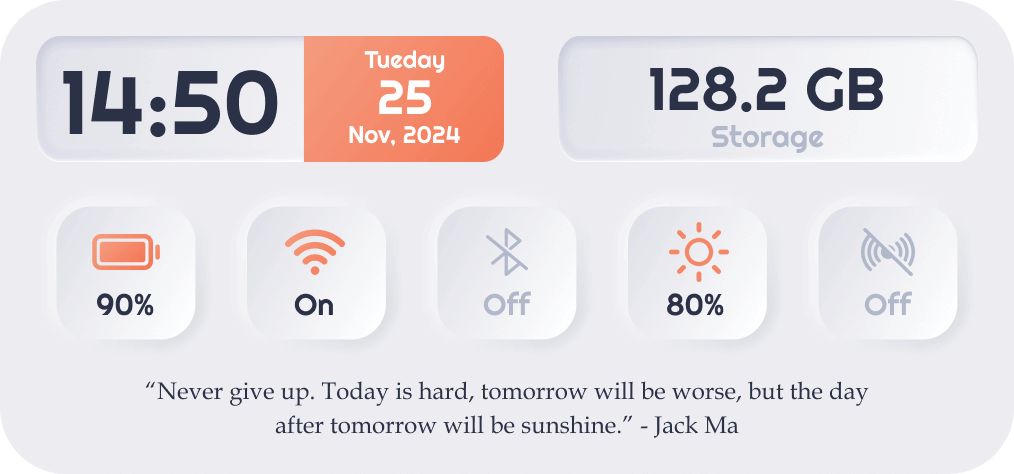 14:50
Tueday
25
Nov, 2024
128.2 GB
Storage
90%
On
Off
80%
Off
“Never give up. Today is hard, tomorrow will be worse, but the day
after tomorrow will be sunshine.” - Jack Ma